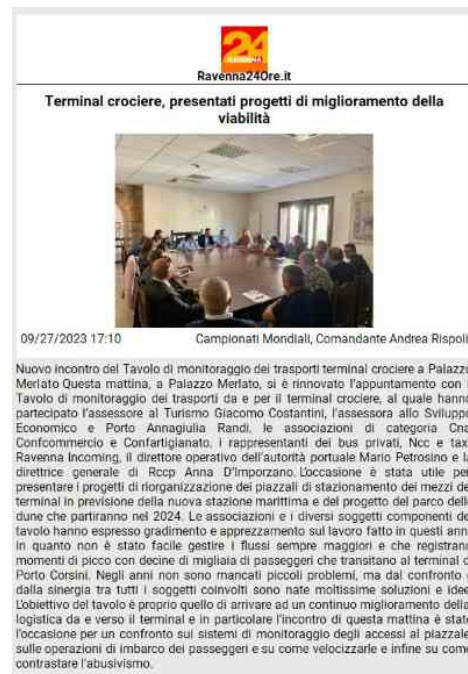 24
RAVENNA
Ravenna24Ore.it
Terminal crociere, presentati progetti di miglioramento della
viabilità
09/27/2023 17:10 Campionati Mondiali, Comandante Andrea Rispoli
Nuovo incontro del Tavolo di monitoraggio dei trasporti terminal crociere a Palazzo
Merlato Questa mattina, a Palazzo Merlato, si è rinnovato l'appuntamento con
Tavolo di monitoraggio dei trasporti da e per il terminal crociere, al quale hanno
partecipato l'assessore al Turismo Giacomo Costantini, l'assessora allo Sviluppo
Economico e Porto Annagiulia Randi, le associazioni di categoria Cna
Confcommercio e Confartigianato, i rappresentanti dei bus privati, Ncc e taxi
Ravenna Incoming, il direttore operativo dell'autorità portuale Mario Petrosino e la
direttrice generale di Rccp Anna D'Imporzano. L'occasione è stata utile per
presentare i progetti di riorganizzazione dei piazzali di stazionamento dei mezzi del
terminal in previsione della nuova stazione marittima e del progetto del parco delle
dune che partiranno nel 2024. Le associazioni e i diversi soggetti componenti del
tavolo hanno espresso gradimento e apprezzamento sul lavoro fatto in questi anni
in quanto non è stato facile gestire i flussi sempre maggiori e che registrano
momenti di picco con decine di migliaia di passeggeri che transitano al terminal di
Porto Corsini. Negli anni non sono mancati piccoli problemi, ma dal confronto e
dalla sinergia tra tutti i soggetti coinvolti sono nate moltissime soluzioni e idee
L'obiettivo del tavolo è proprio quello di arrivare ad un continuo miglioramento della
logistica da e verso il terminal e in particolare l'incontro di questa mattina è stato
l'occasione per un confronto sui sistemi di monitoraggio degli accessi al piazzale
sulle operazioni di imbarco dei passeggeri e su come velocizzarle e infine su come
contrastare l'abusivismo.